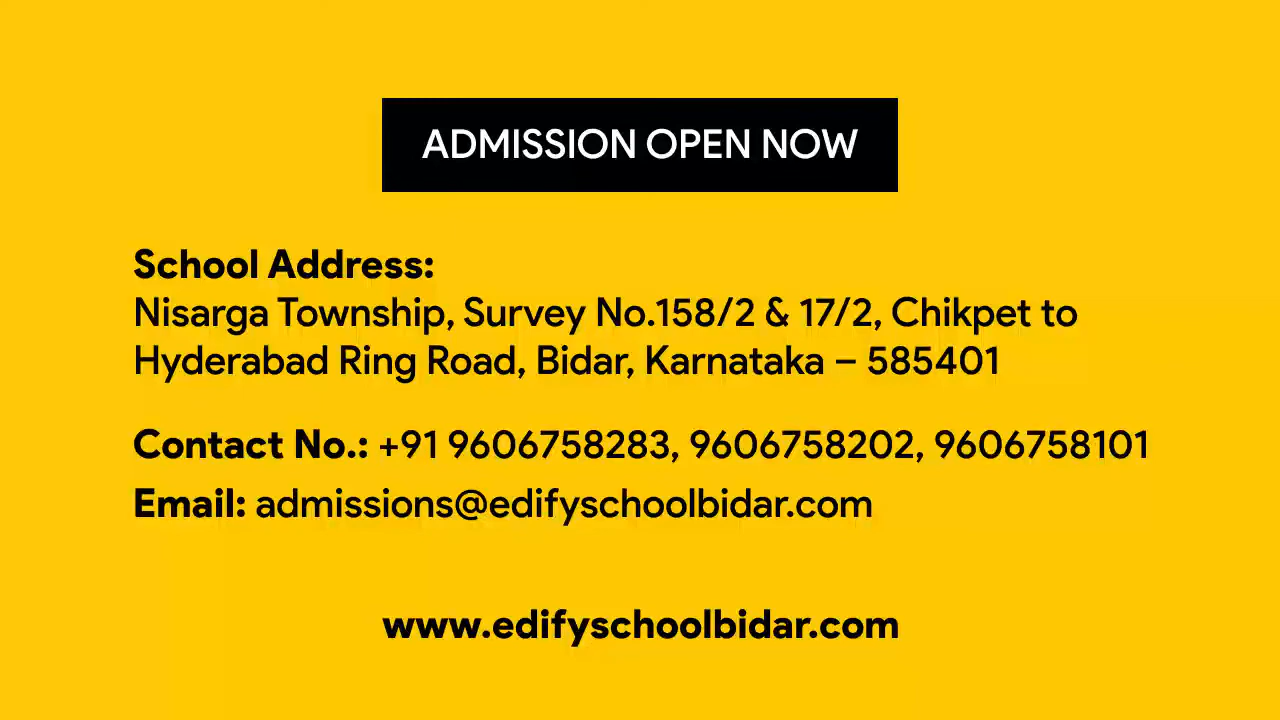 ADMISSION OPEN NOW
School Address:
Nisarga Township, Survey No.158/2 & 17/2, Chikpet to
Hyderabad Ring Road, Bidar, Karnataka – 585401
Contact No.: +91 9606758283, 9606758202, 9606758101
Email: admissions@edifyschoolbidar.com
www.edifyschoolbidar.com